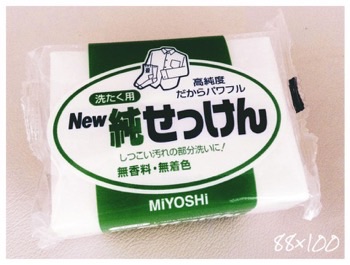 洗たく用
高純度
だからパワフル
New 純せっけん
しつこい汚れの部分洗いに!
無香料・無着色
MiYOSHi
88×100